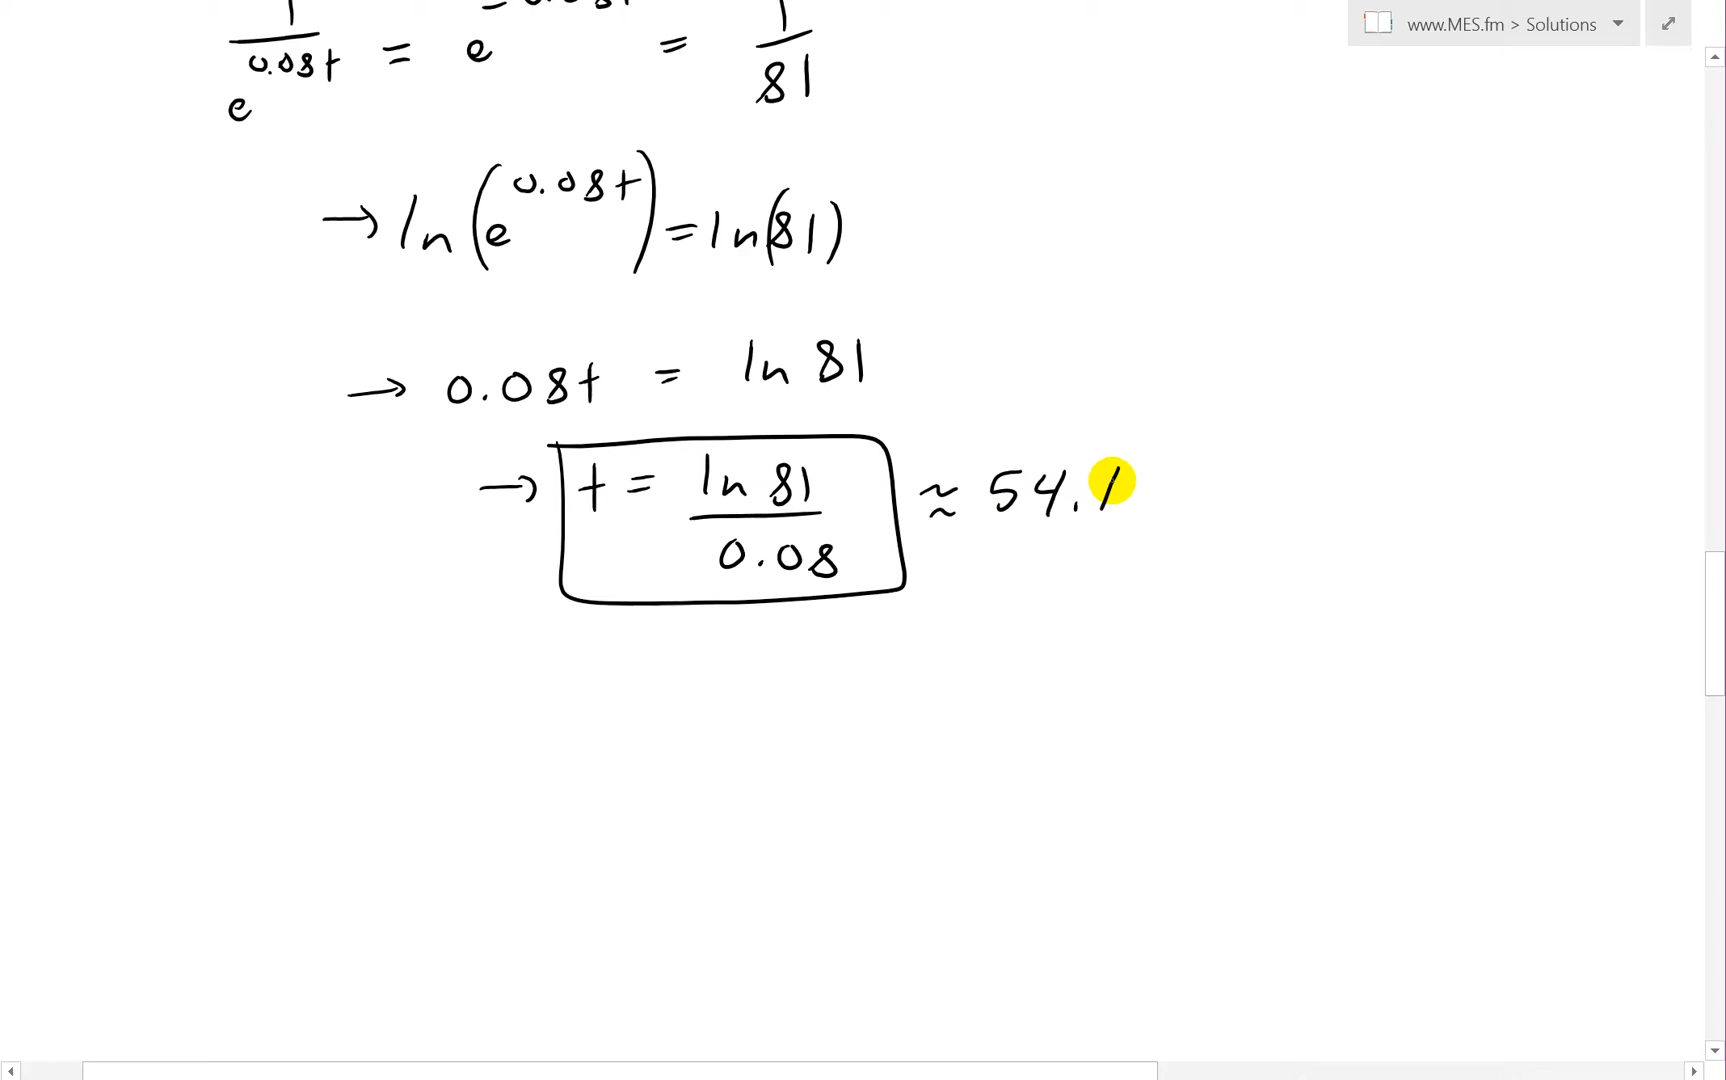 www.MES.fm > Solutions
1/e^0.08t = e^-0.08t = 1/81
→ ln(e^0.08t) = ln(81)
→ 0.08t = ln 81
→ t = ln 81/0.08 ≈ 54.1